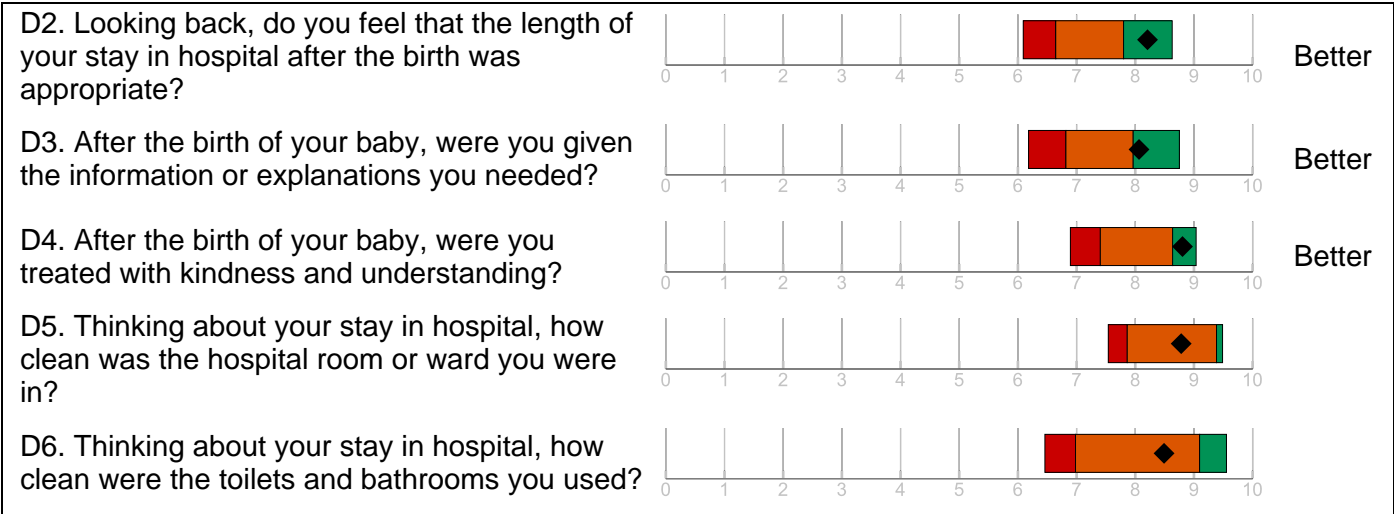 D2. Looking back, do you feel that the length of
your stay in hospital after the birth was
appropriate?
0 1 2 3 4 5 6 7 8 9 10
Better
D3. After the birth of your baby, were you given
the information or explanations you needed?
0 1 2 3 4 5 6 7 8 9 10
Better
D4. After the birth of your baby, were you
treated with kindness and understanding?
0 1 2 3 4 5 6 7 8 9 10
Better
D5. Thinking about your stay in hospital, how
clean was the hospital room or ward you were
in?
0 1 2 3 4 5 6 7 8 9 10
D6. Thinking about your stay in hospital, how
clean were the toilets and bathrooms you used?
0 1 2 3 4 5 6 7 8 9 10